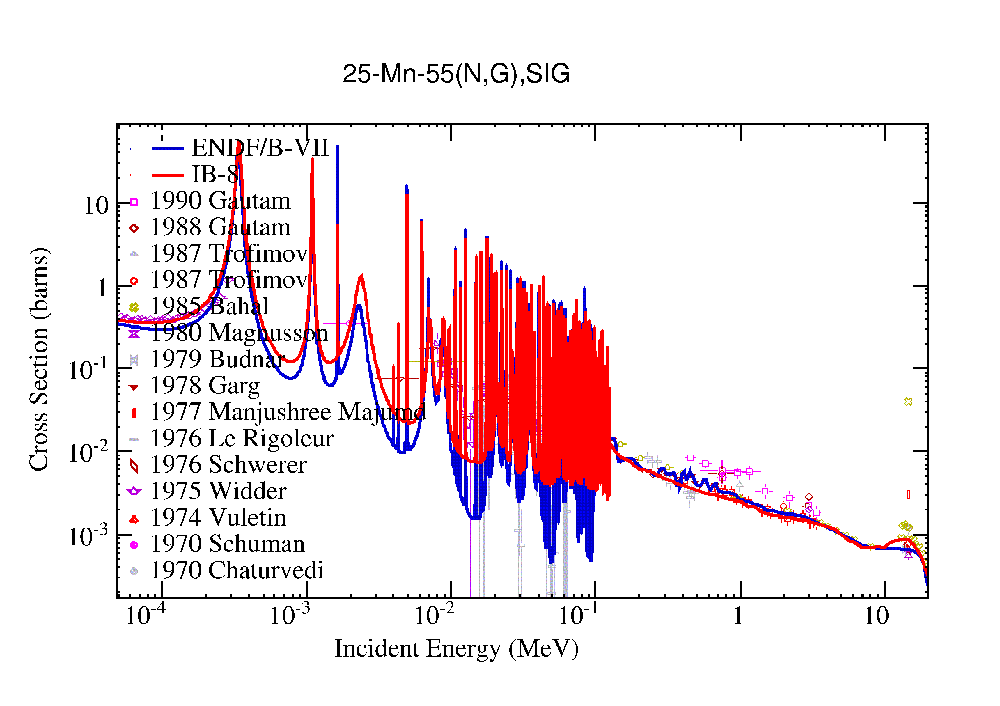 25-Mn-55(N,G),SIG
ENDF/B-VII
IB-8
1990 Gautam
1988 Gautam
1987 Trofimov
1987 Trofimov
1985 Bahal
1980 Magnusson
1979 Budnar
1978 Garg
1977 Manjushree Majumd
1976 Le Rigoleur
1976 Schwerer
1975 Widder
1974 Vuletin
1970 Schuman
1970 Chaturvedi
Cross Section (barns)
10
1
10-1
10-2
10-3
10-4 10-3 10-2 10-1 1 10
Incident Energy (MeV)